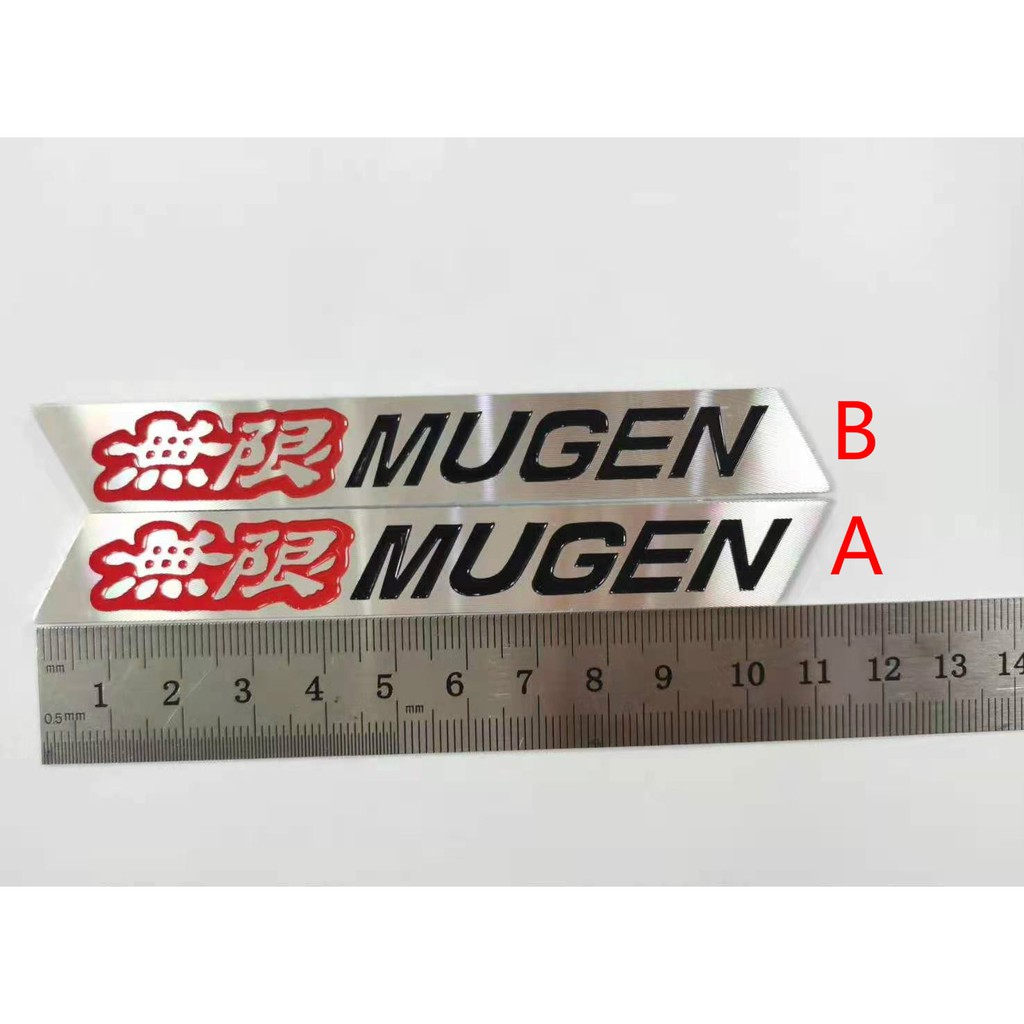 無限 MUGEN B
無限 MUGEN A
mm 1 2 3 4 5 6 7 8 9 10 11 12 13 14
0.5mm mm